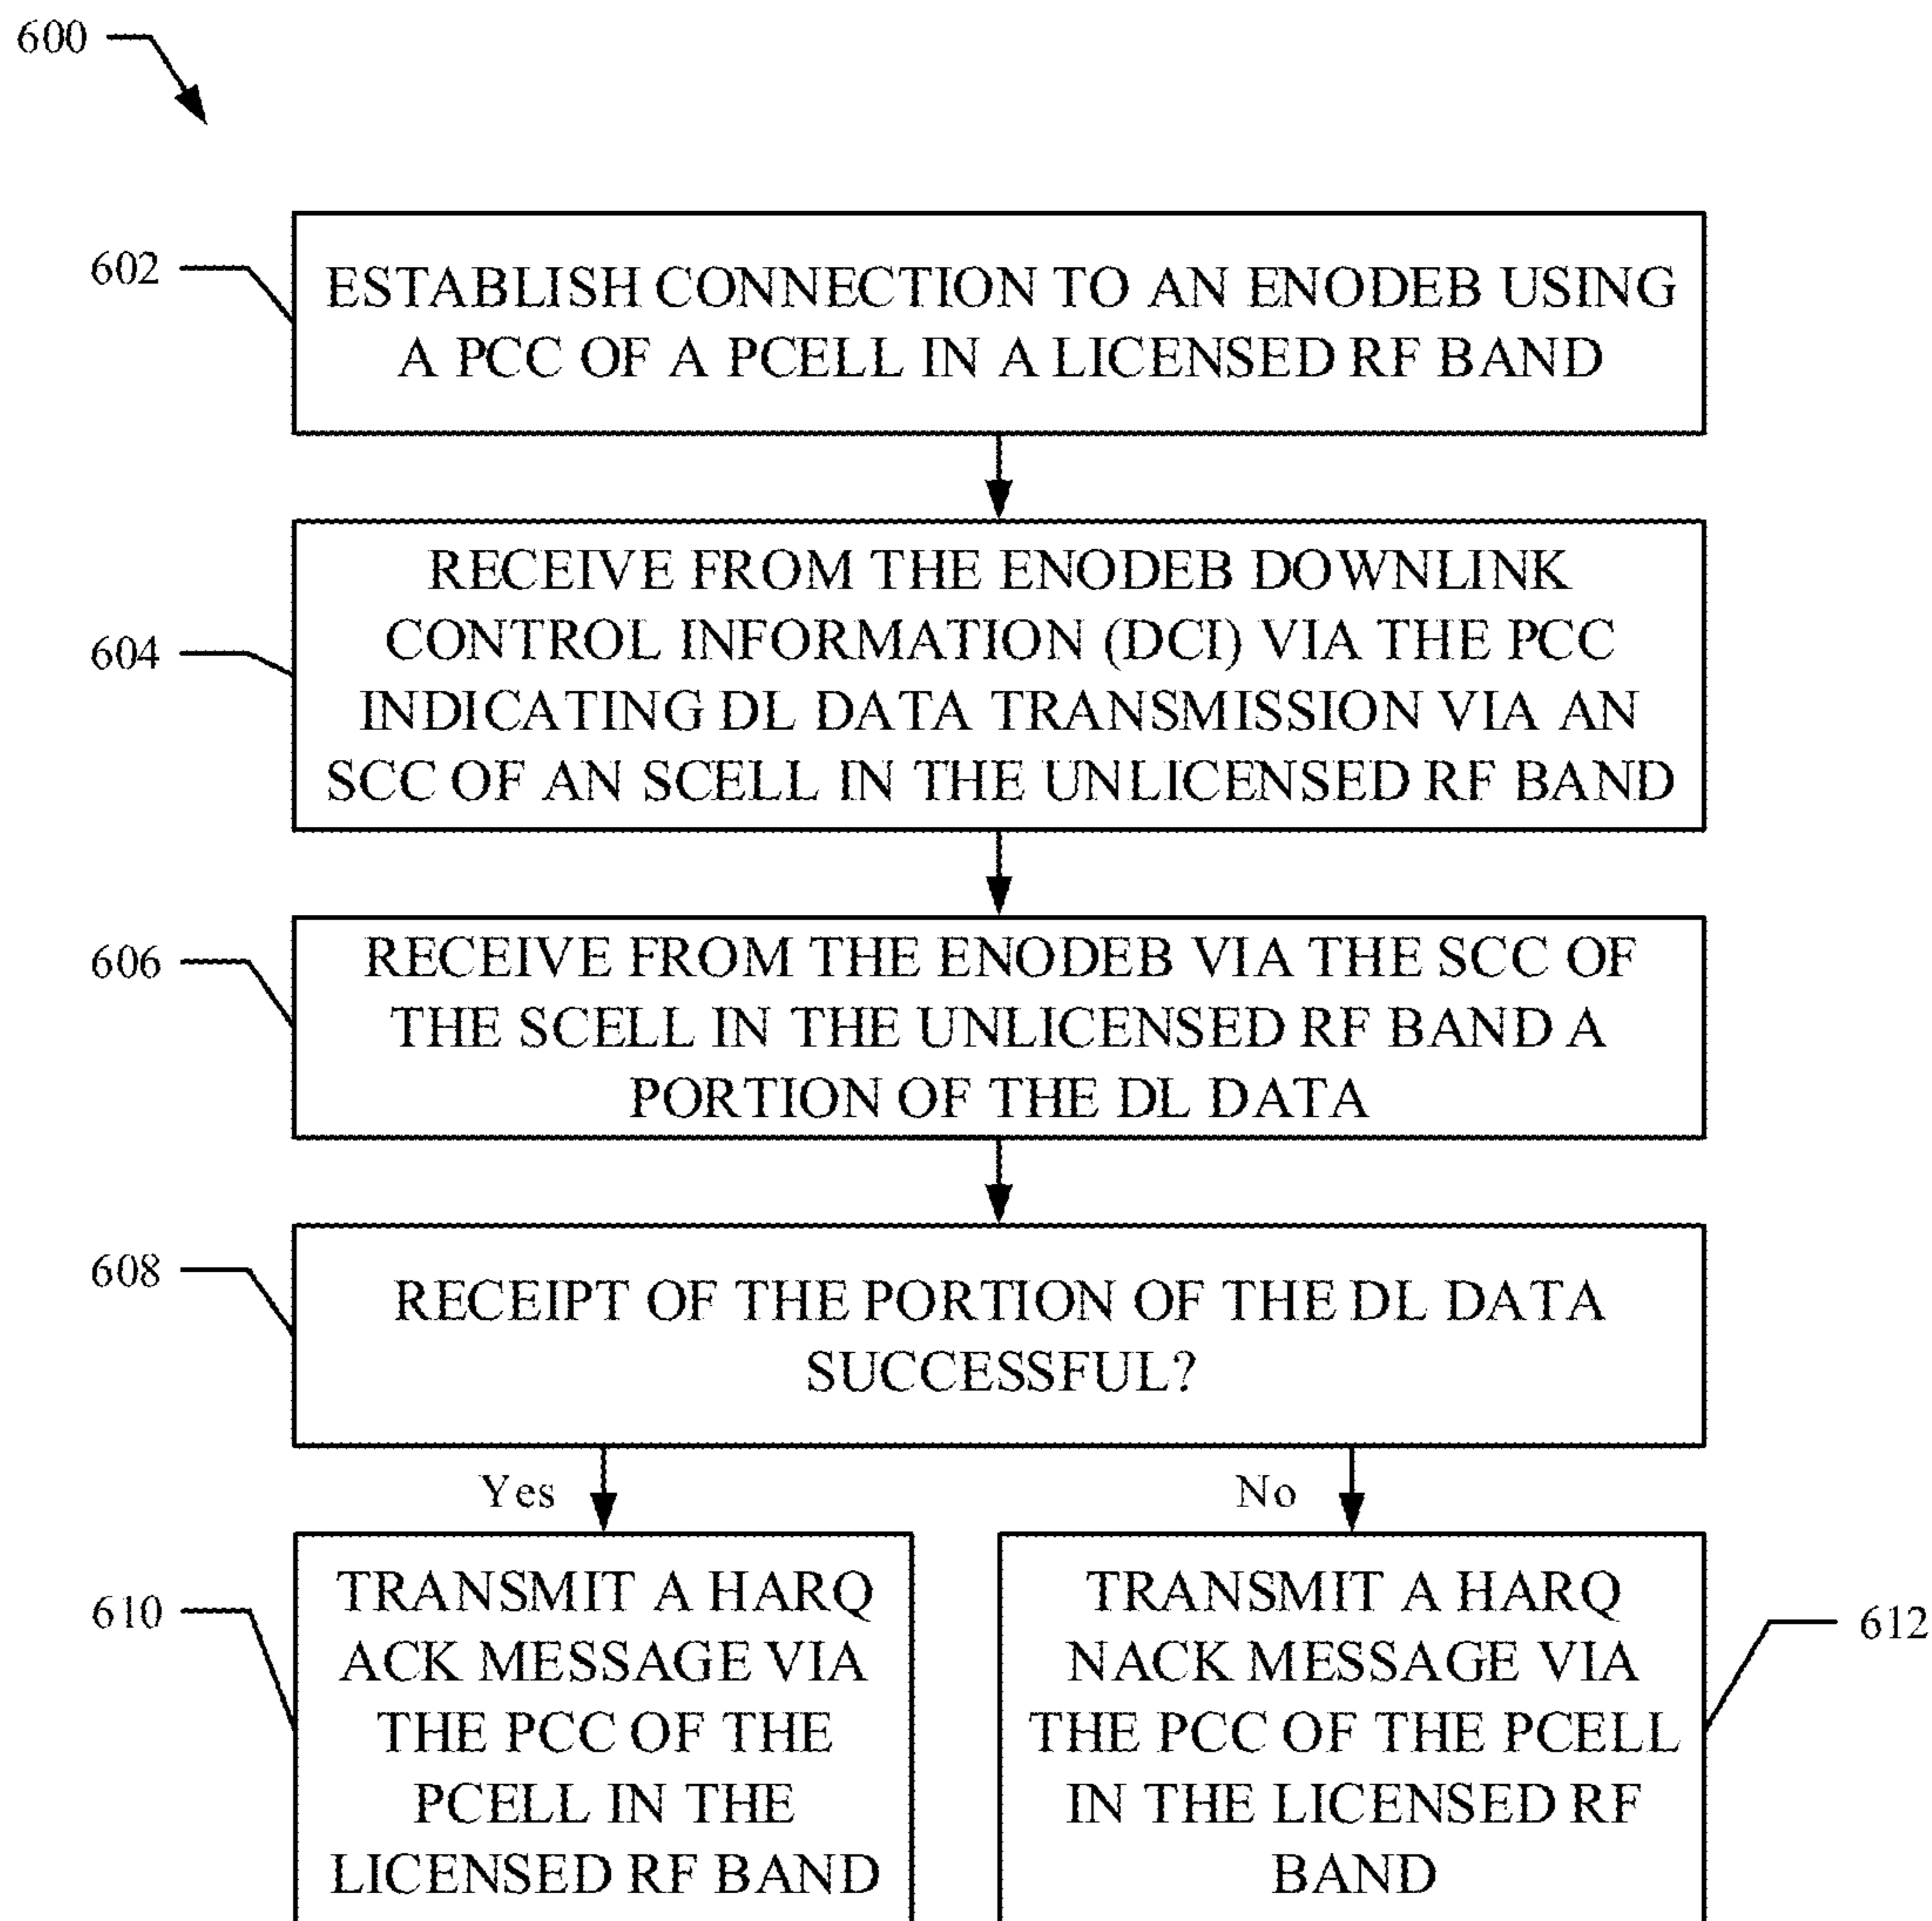 600
602
ESTABLISH CONNECTION TO AN ENODEB USING
A PCC OF A PCELL IN A LICENSED RF BAND
604
RECEIVE FROM THE ENODEB DOWNLINK
CONTROL INFORMATION (DCI) VIA THE PCC
INDICATING DL DATA TRANSMISSION VIA AN
SCC OF AN SCELL IN THE UNLICENSED RF BAND
606
RECEIVE FROM THE ENODEB VIA THE SCC OF
THE SCELL IN THE UNLICENSED RF BAND A
PORTION OF THE DL DATA
608
RECEIPT OF THE PORTION OF THE DL DATA
SUCCESSFUL?
Yes
No
610
TRANSMIT A HARQ
ACK MESSAGE VIA
THE PCC OF THE
PCELL IN THE
LICENSED RF BAND
TRANSMIT A HARQ
NACK MESSAGE VIA
THE PCC OF THE PCELL
IN THE LICENSED RF
BAND
612